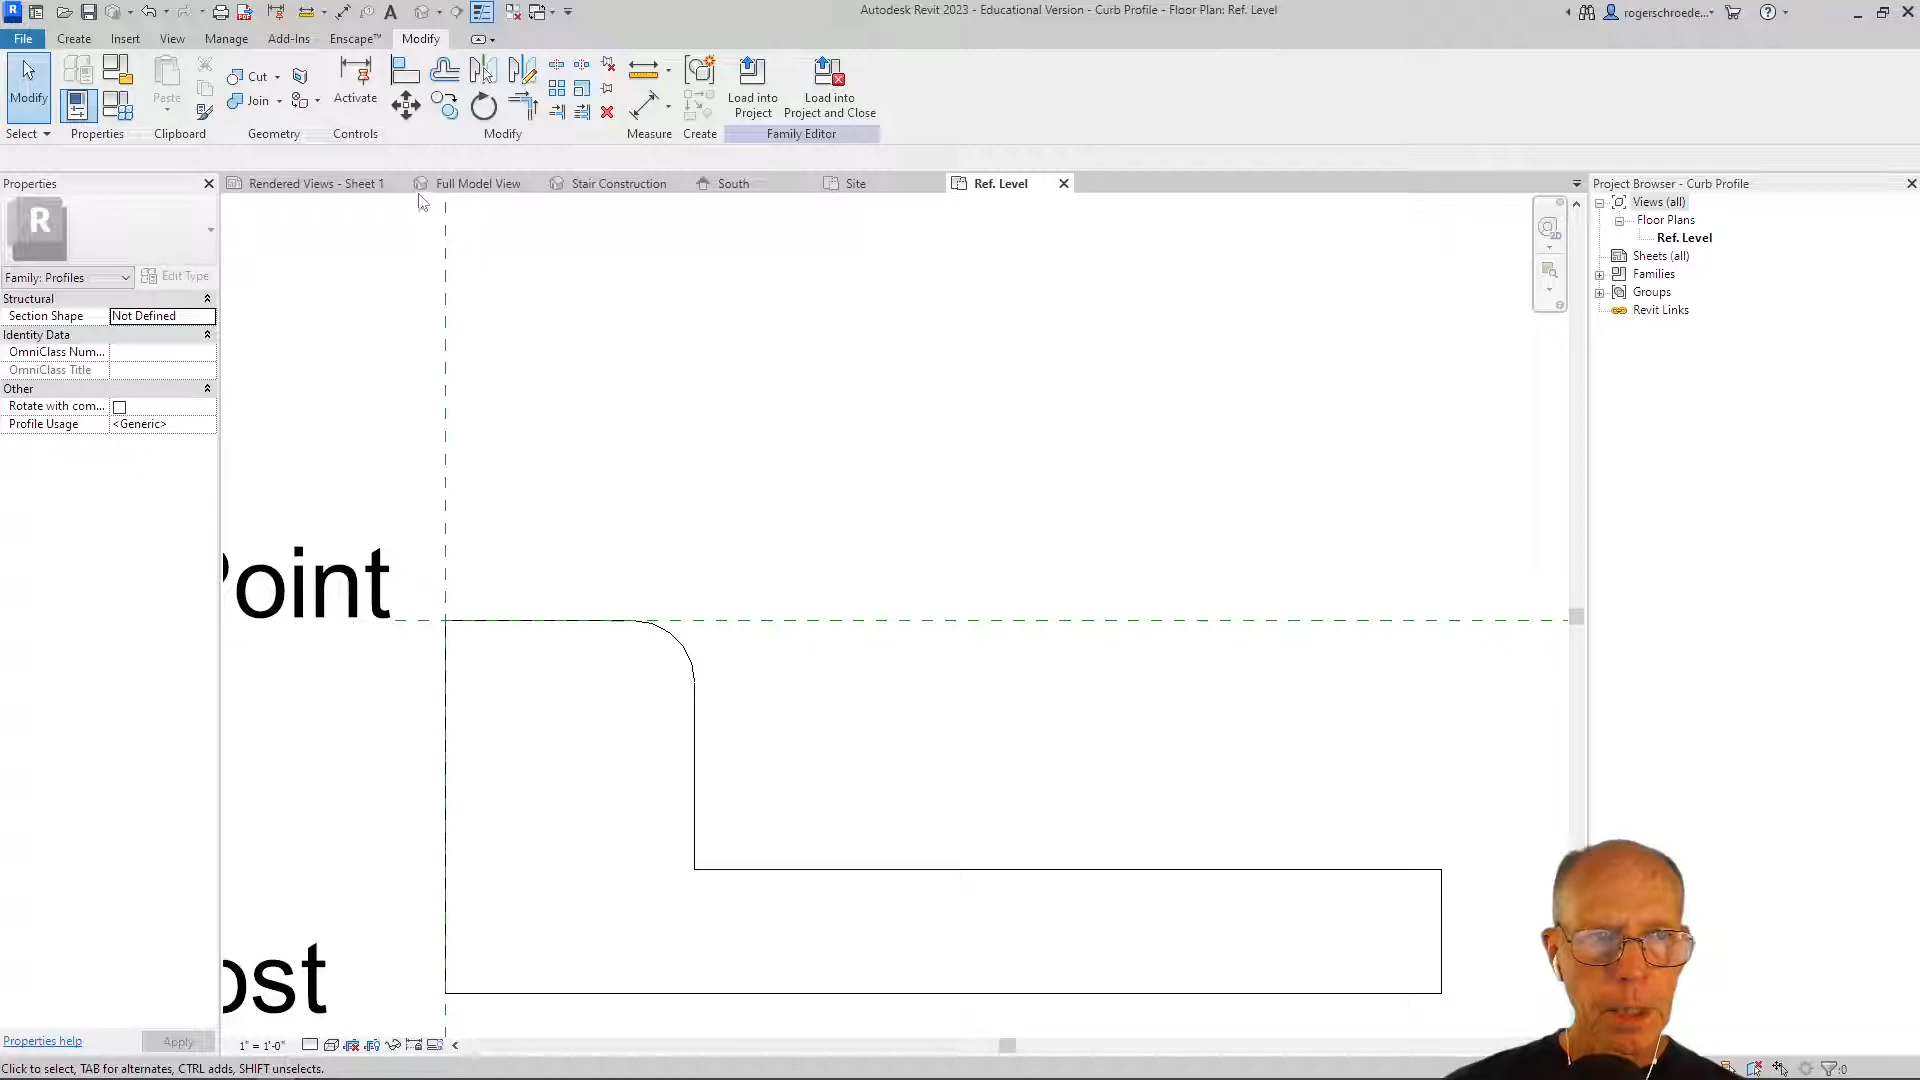 Autodesk Revit 2023 - Educational Version - Curb Profile - Floor Plan: Ref. Level
rogerschroede...
File Create Insert View Manage Add-Ins Enscape™ Modify
Modify
Paste
Cut
Join
Activate
Load into Project
Load into Project and Close
Select Properties Clipboard Geometry Controls Modify Measure Create Family Editor
Properties
Rendered Views - Sheet 1
Full Model View
Stair Construction
South
Site
Ref. Level
Project Browser - Curb Profile
R
Family: Profiles
Edit Type
Structural
Section Shape Not Defined
Identity Data
OmniClass Num...
OmniClass Title
Other
Rotate with com...
Profile Usage <Generic>
Views (all)
Floor Plans
Ref. Level
Sheets (all)
Families
Groups
Revit Links
2D
Point
ost
Properties help
Apply
1" = 1'-0"
Click to select, TAB for alternates, CTRL adds, SHIFT unselects.
:0